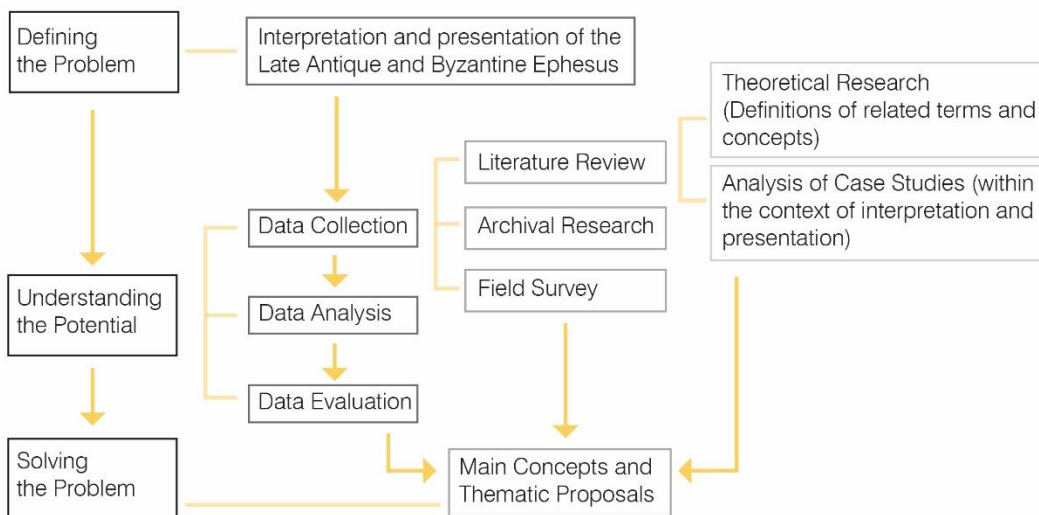 Defining
the Problem
Interpretation and presentation of the
Late Antique and Byzantine Ephesus
Theoretical Research
(Definitions of related terms and
concepts)
Literature Review
Analysis of Case Studies (within
the context of interpretation and
presentation)
Data Collection
Archival Research
Understanding
the Potential
Data Analysis
Field Survey
Data Evaluation
Solving
the Problem
Main Concepts and
Thematic Proposals